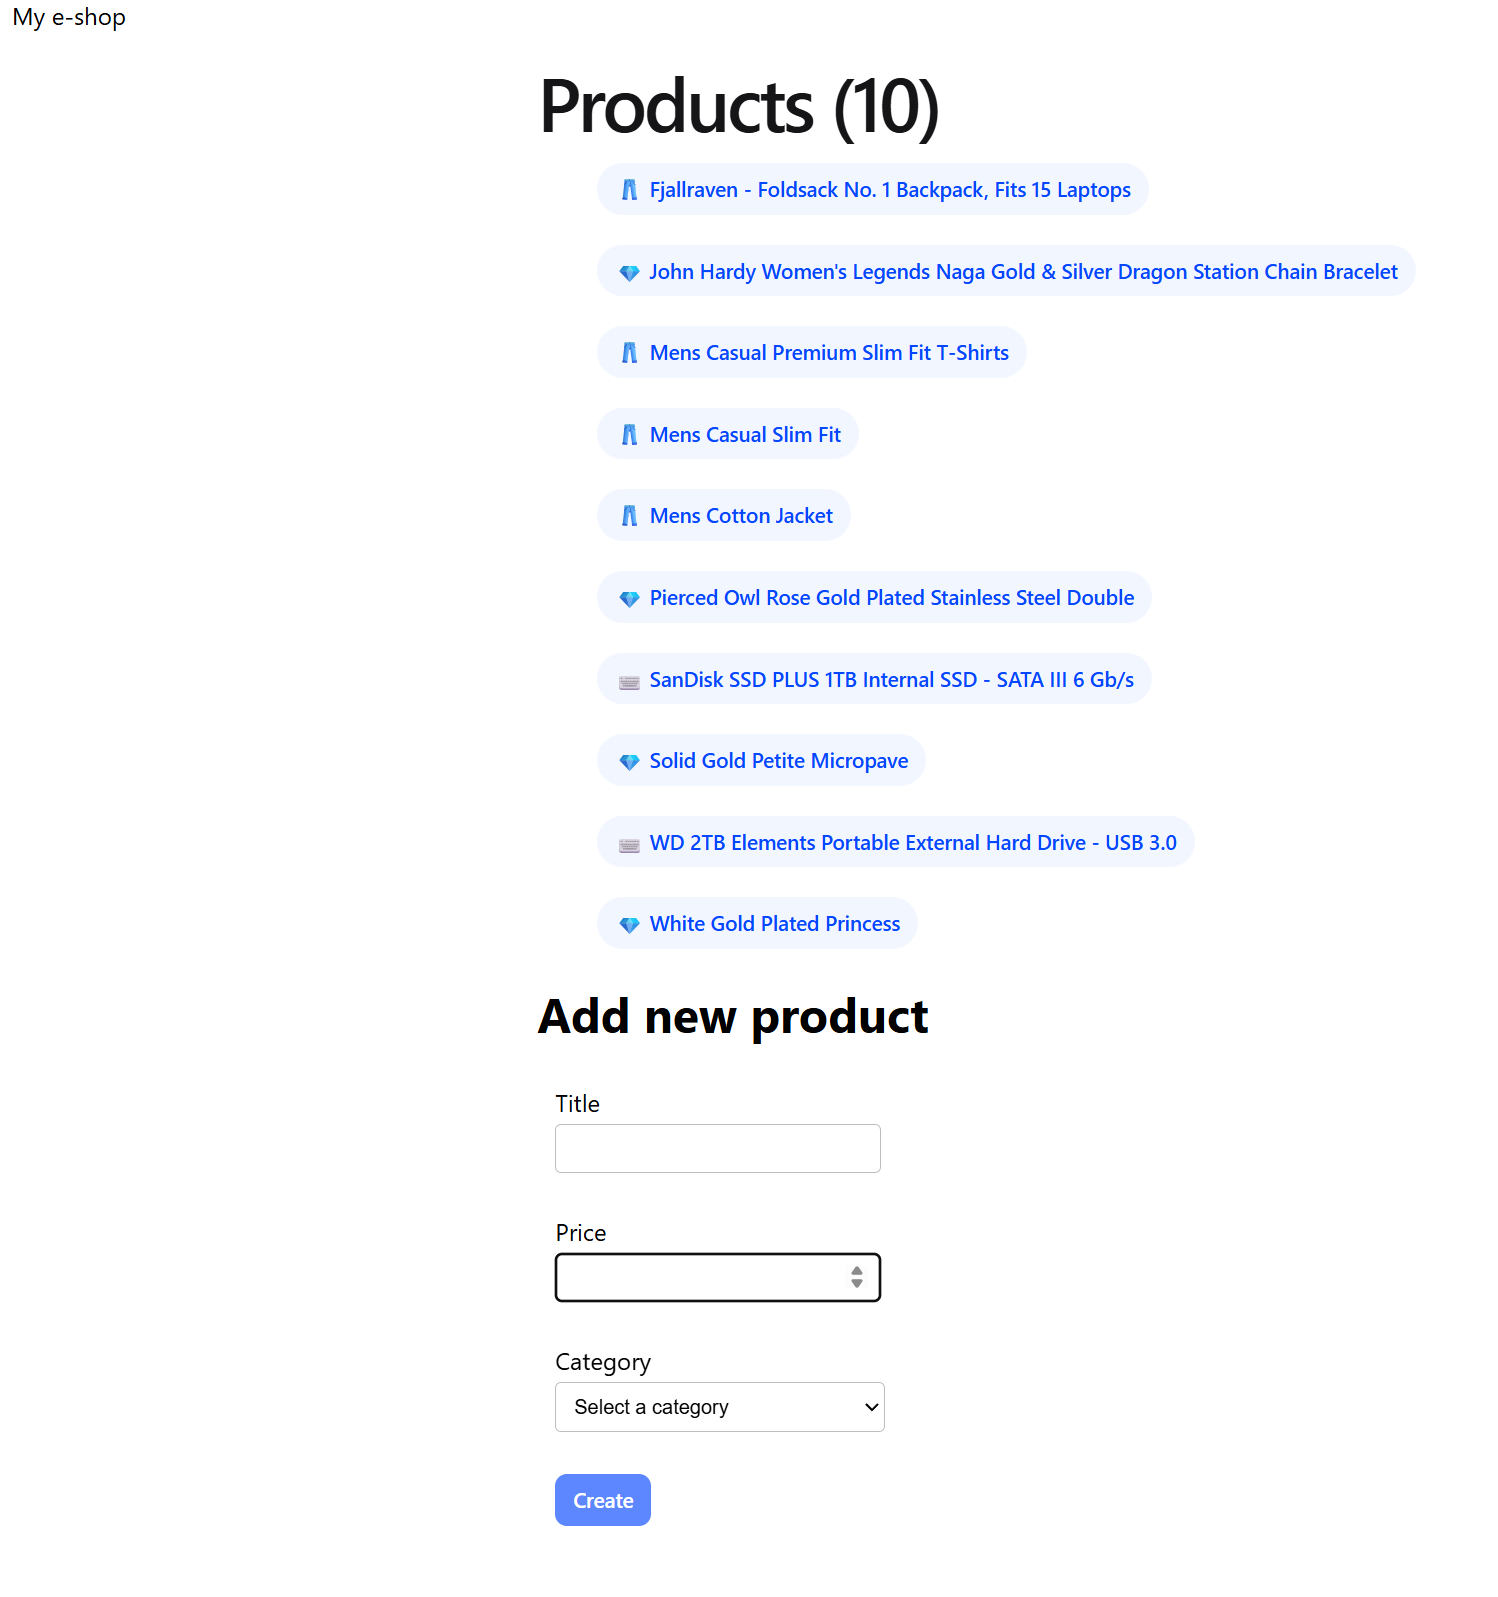 My e-shop
Products (10)
Fjallraven - Foldsack No. 1 Backpack, Fits 15 Laptops
John Hardy Women's Legends Naga Gold & Silver Dragon Station Chain Bracelet
Mens Casual Premium Slim Fit T-Shirts
Mens Casual Slim Fit
Mens Cotton Jacket
Pierced Owl Rose Gold Plated Stainless Steel Double
SanDisk SSD PLUS 1TB Internal SSD - SATA III 6 Gb/s
Solid Gold Petite Micropave
WD 2TB Elements Portable External Hard Drive - USB 3.0
White Gold Plated Princess
Add new product
Title
Price
Category
Select a category
Create